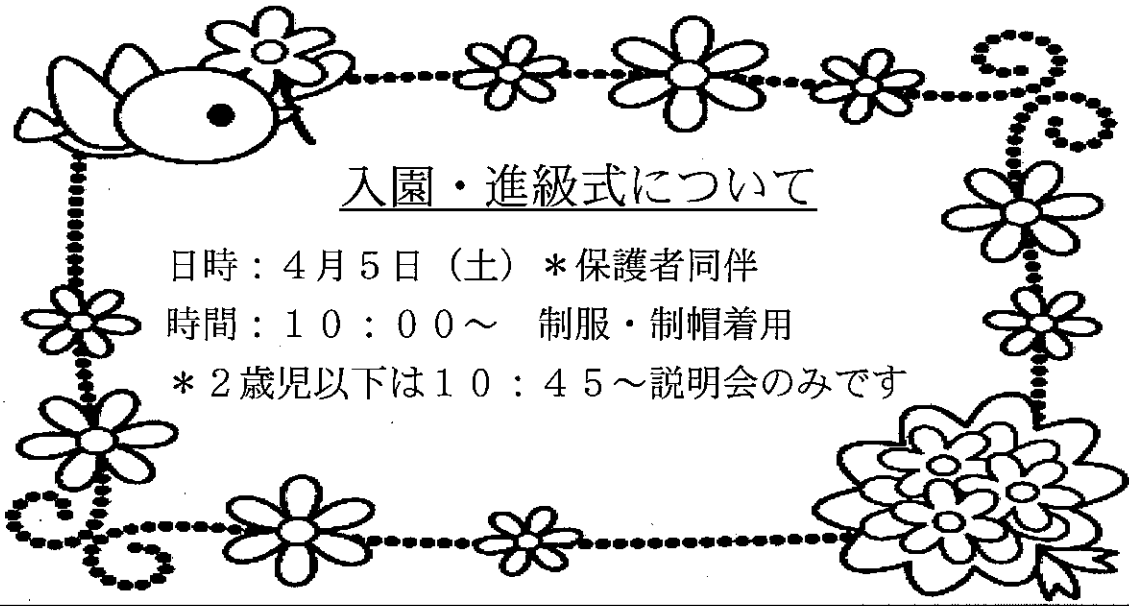 入園・進級式について
日時：４月５日（土）＊保護者同伴
時間：１０：００～　制服・制帽着用
＊２歳児以下は１０：４５～説明会のみです